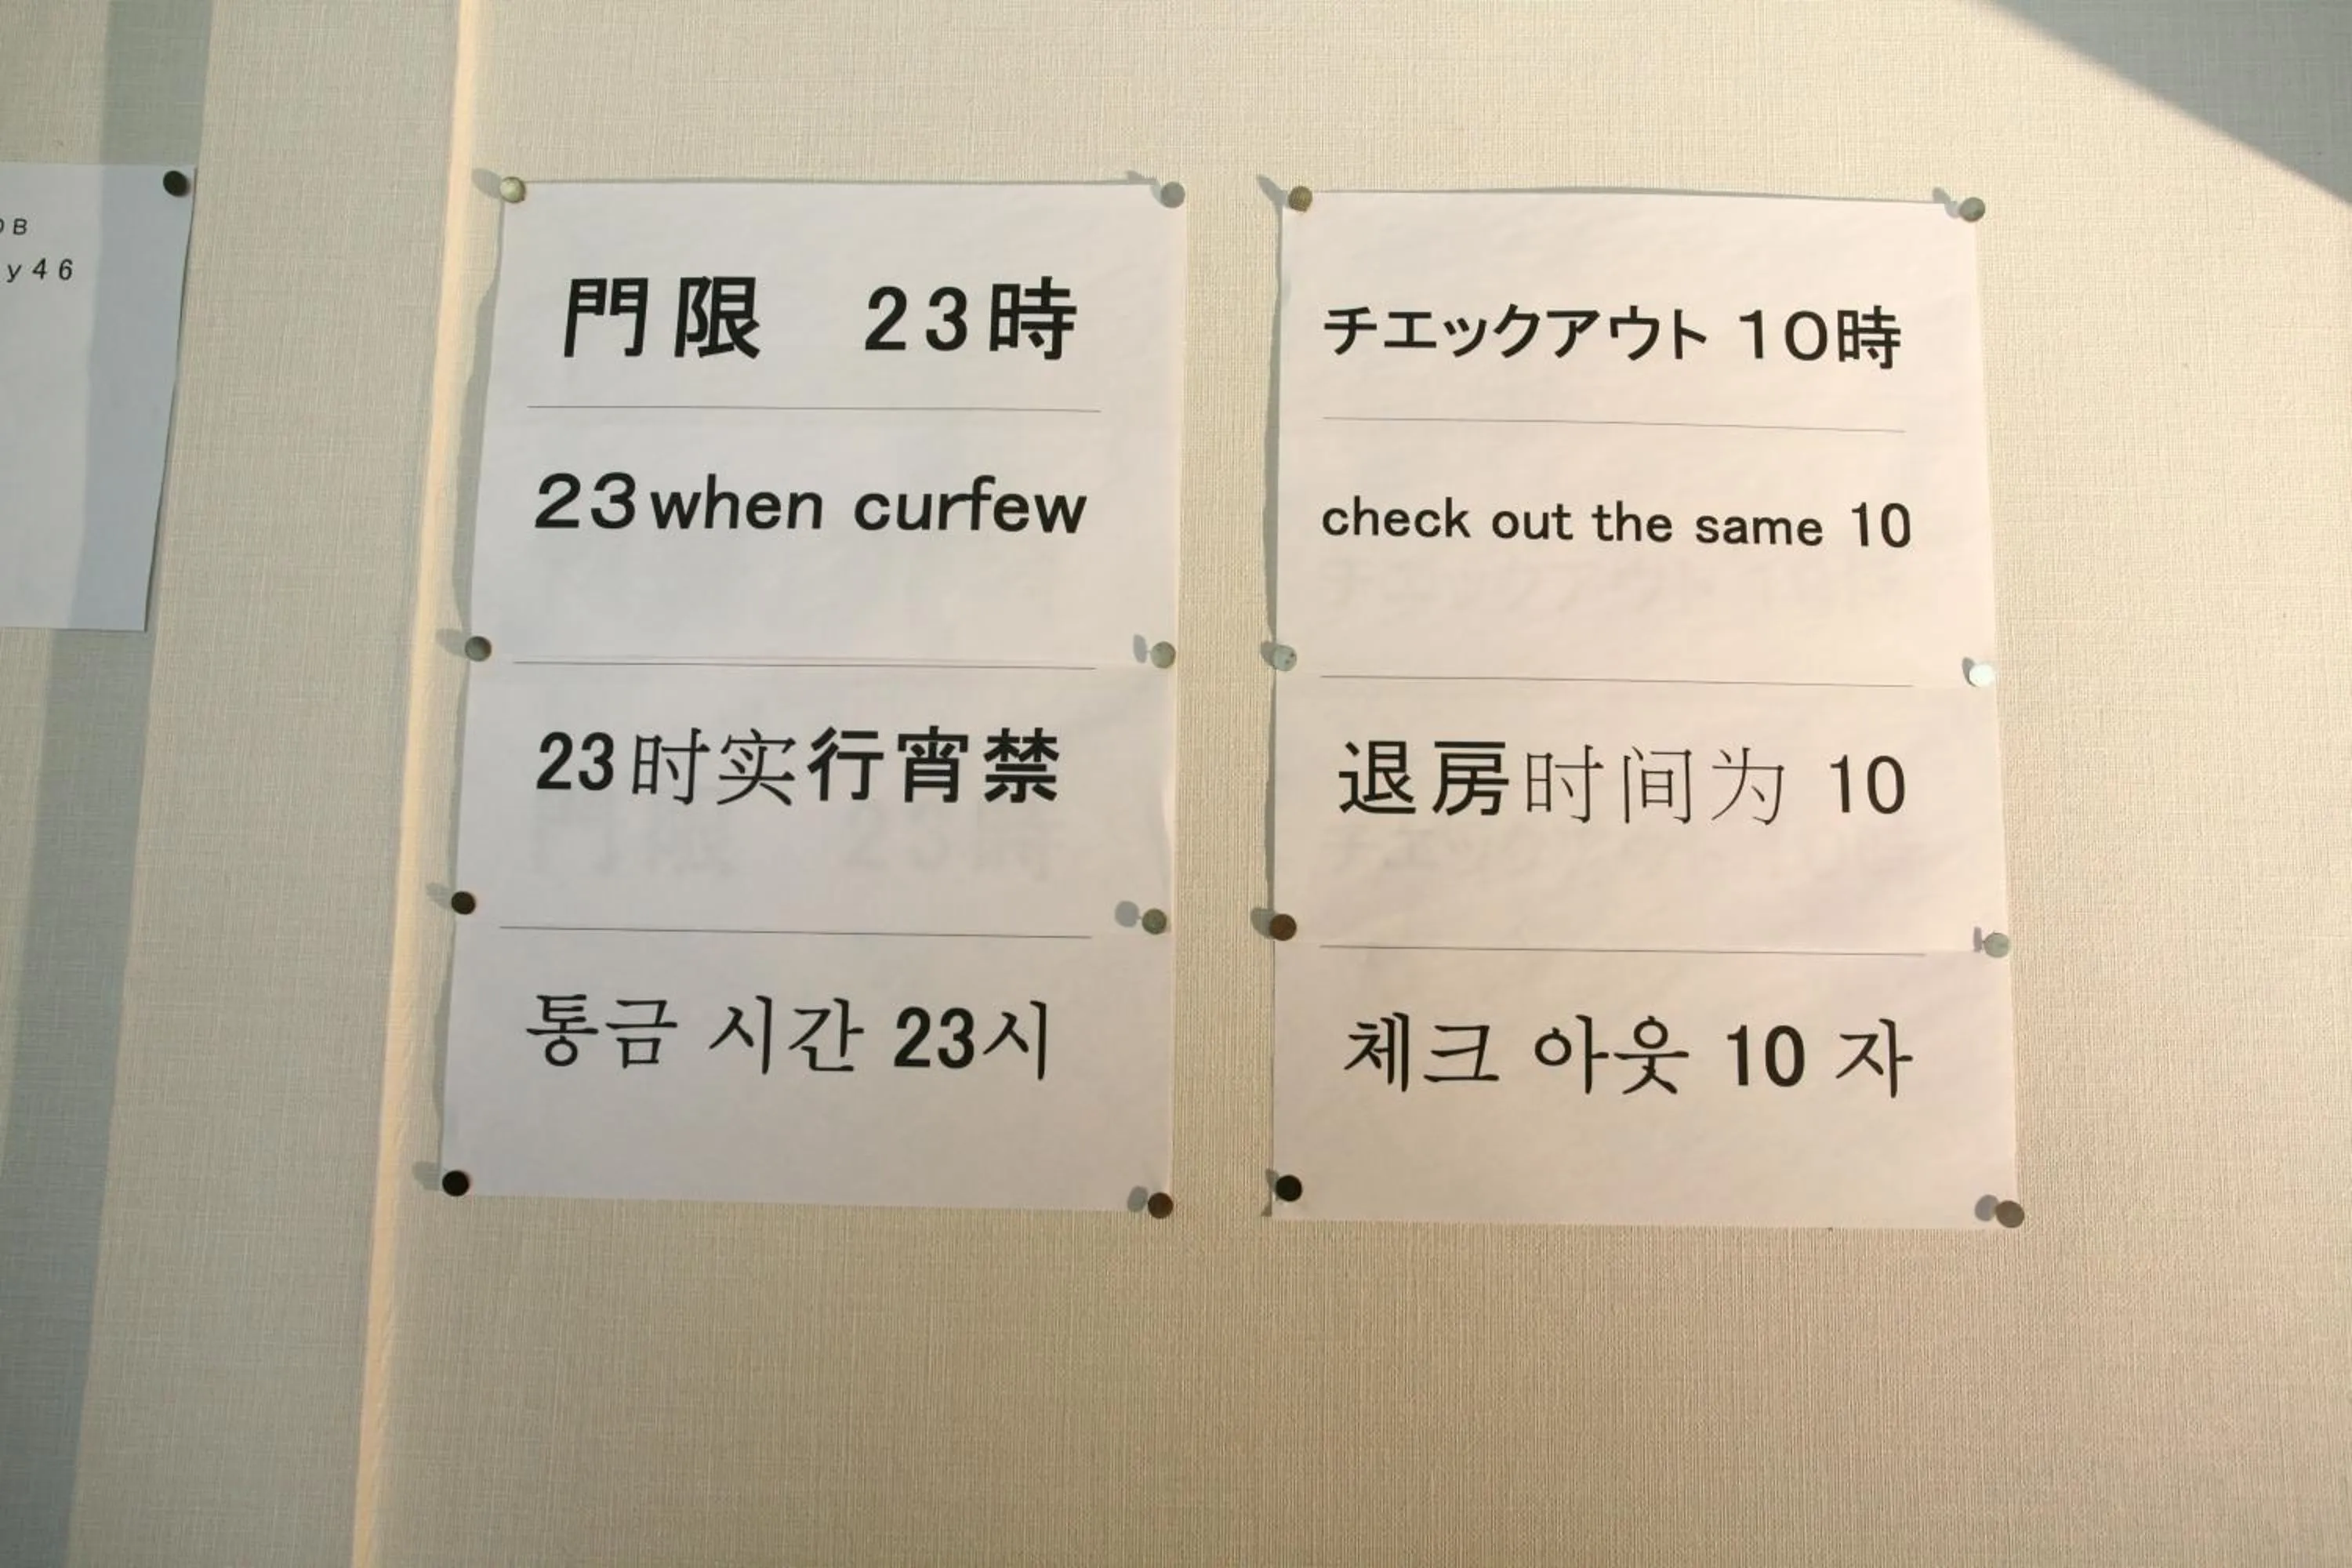 B
y46
門限 23時
23when curfew
23时实行宵禁
통금 시간 23시
チエックアウト 10時
check out the same 10
退房时间为 10
체크 아웃 10 자